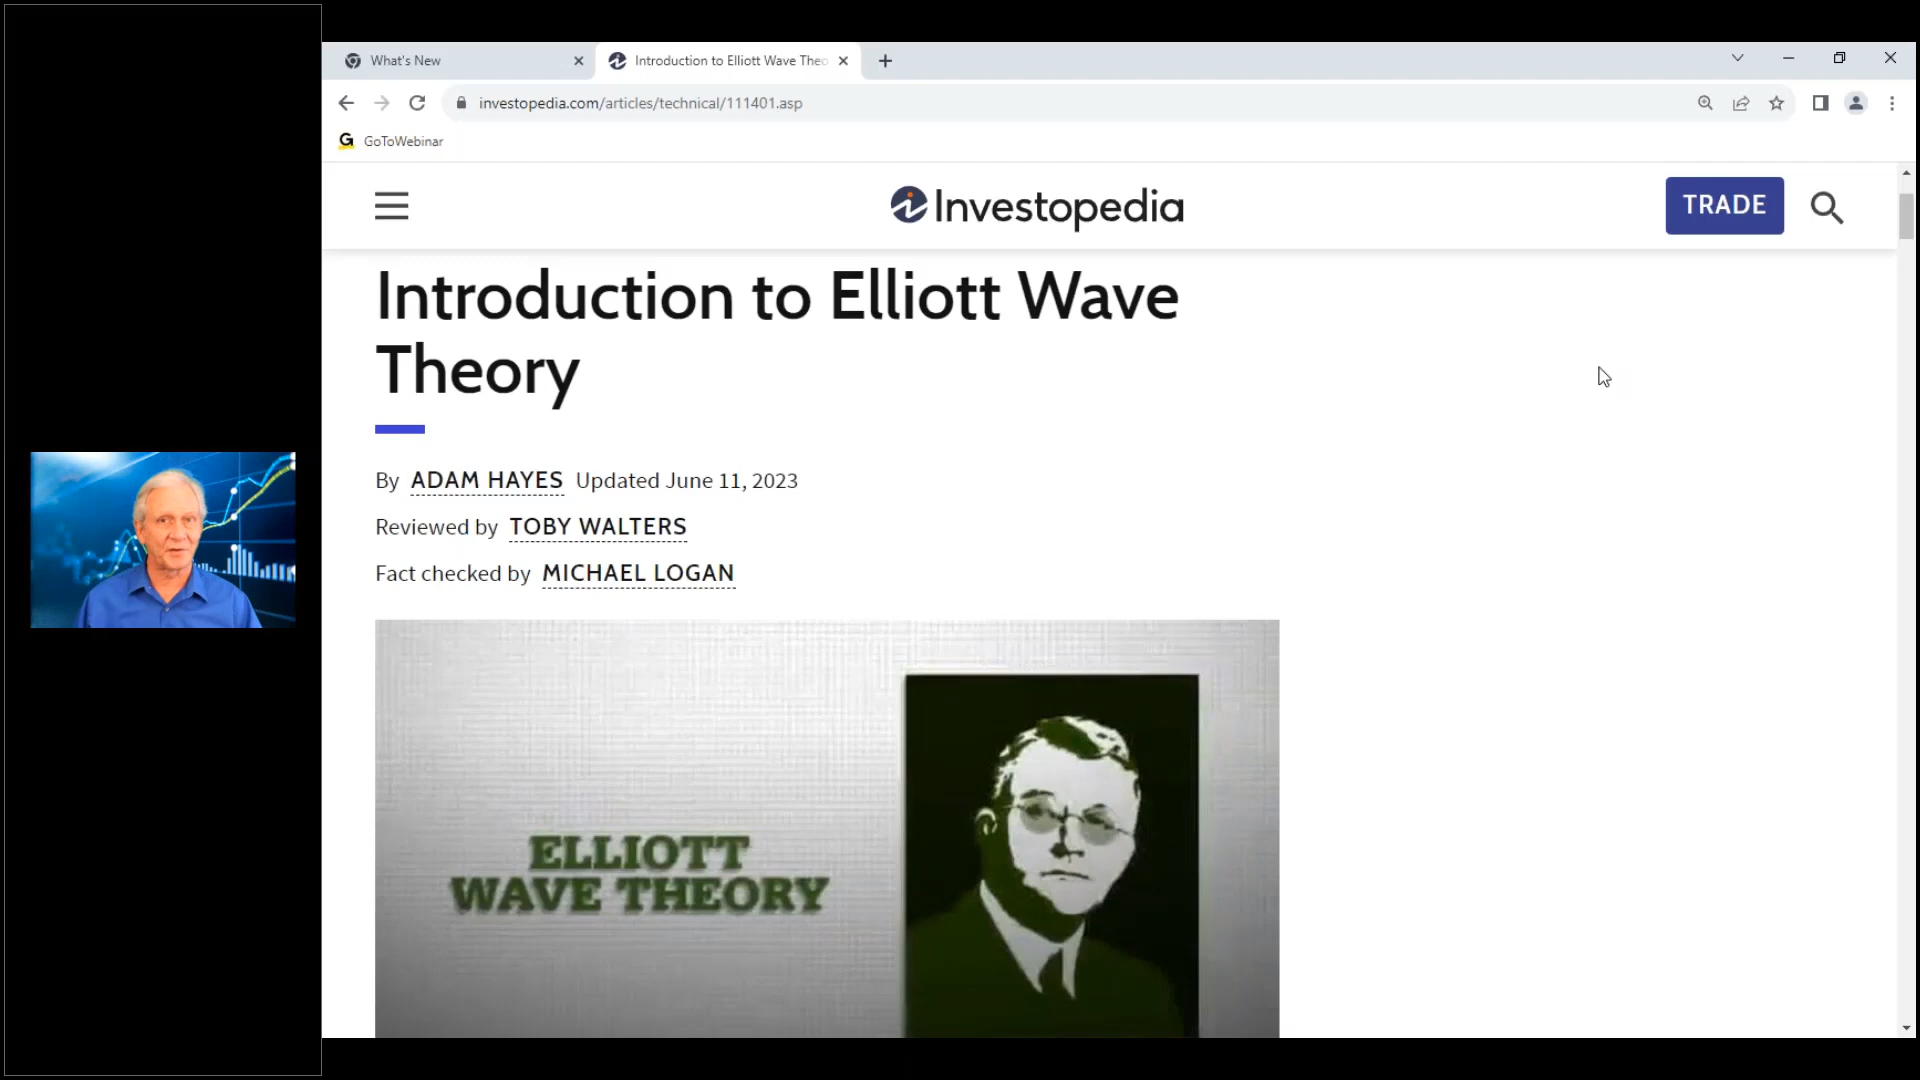 What's New
Introduction to Elliott Wave Theo
investopedia.com/articles/technical/111401.asp
G GoToWebinar
Investopedia
TRADE
Introduction to Elliott Wave
Theory
By ADAM HAYES Updated June 11, 2023
Reviewed by TOBY WALTERS
Fact checked by MICHAEL LOGAN
ELLIOTT
WAVE THEORY